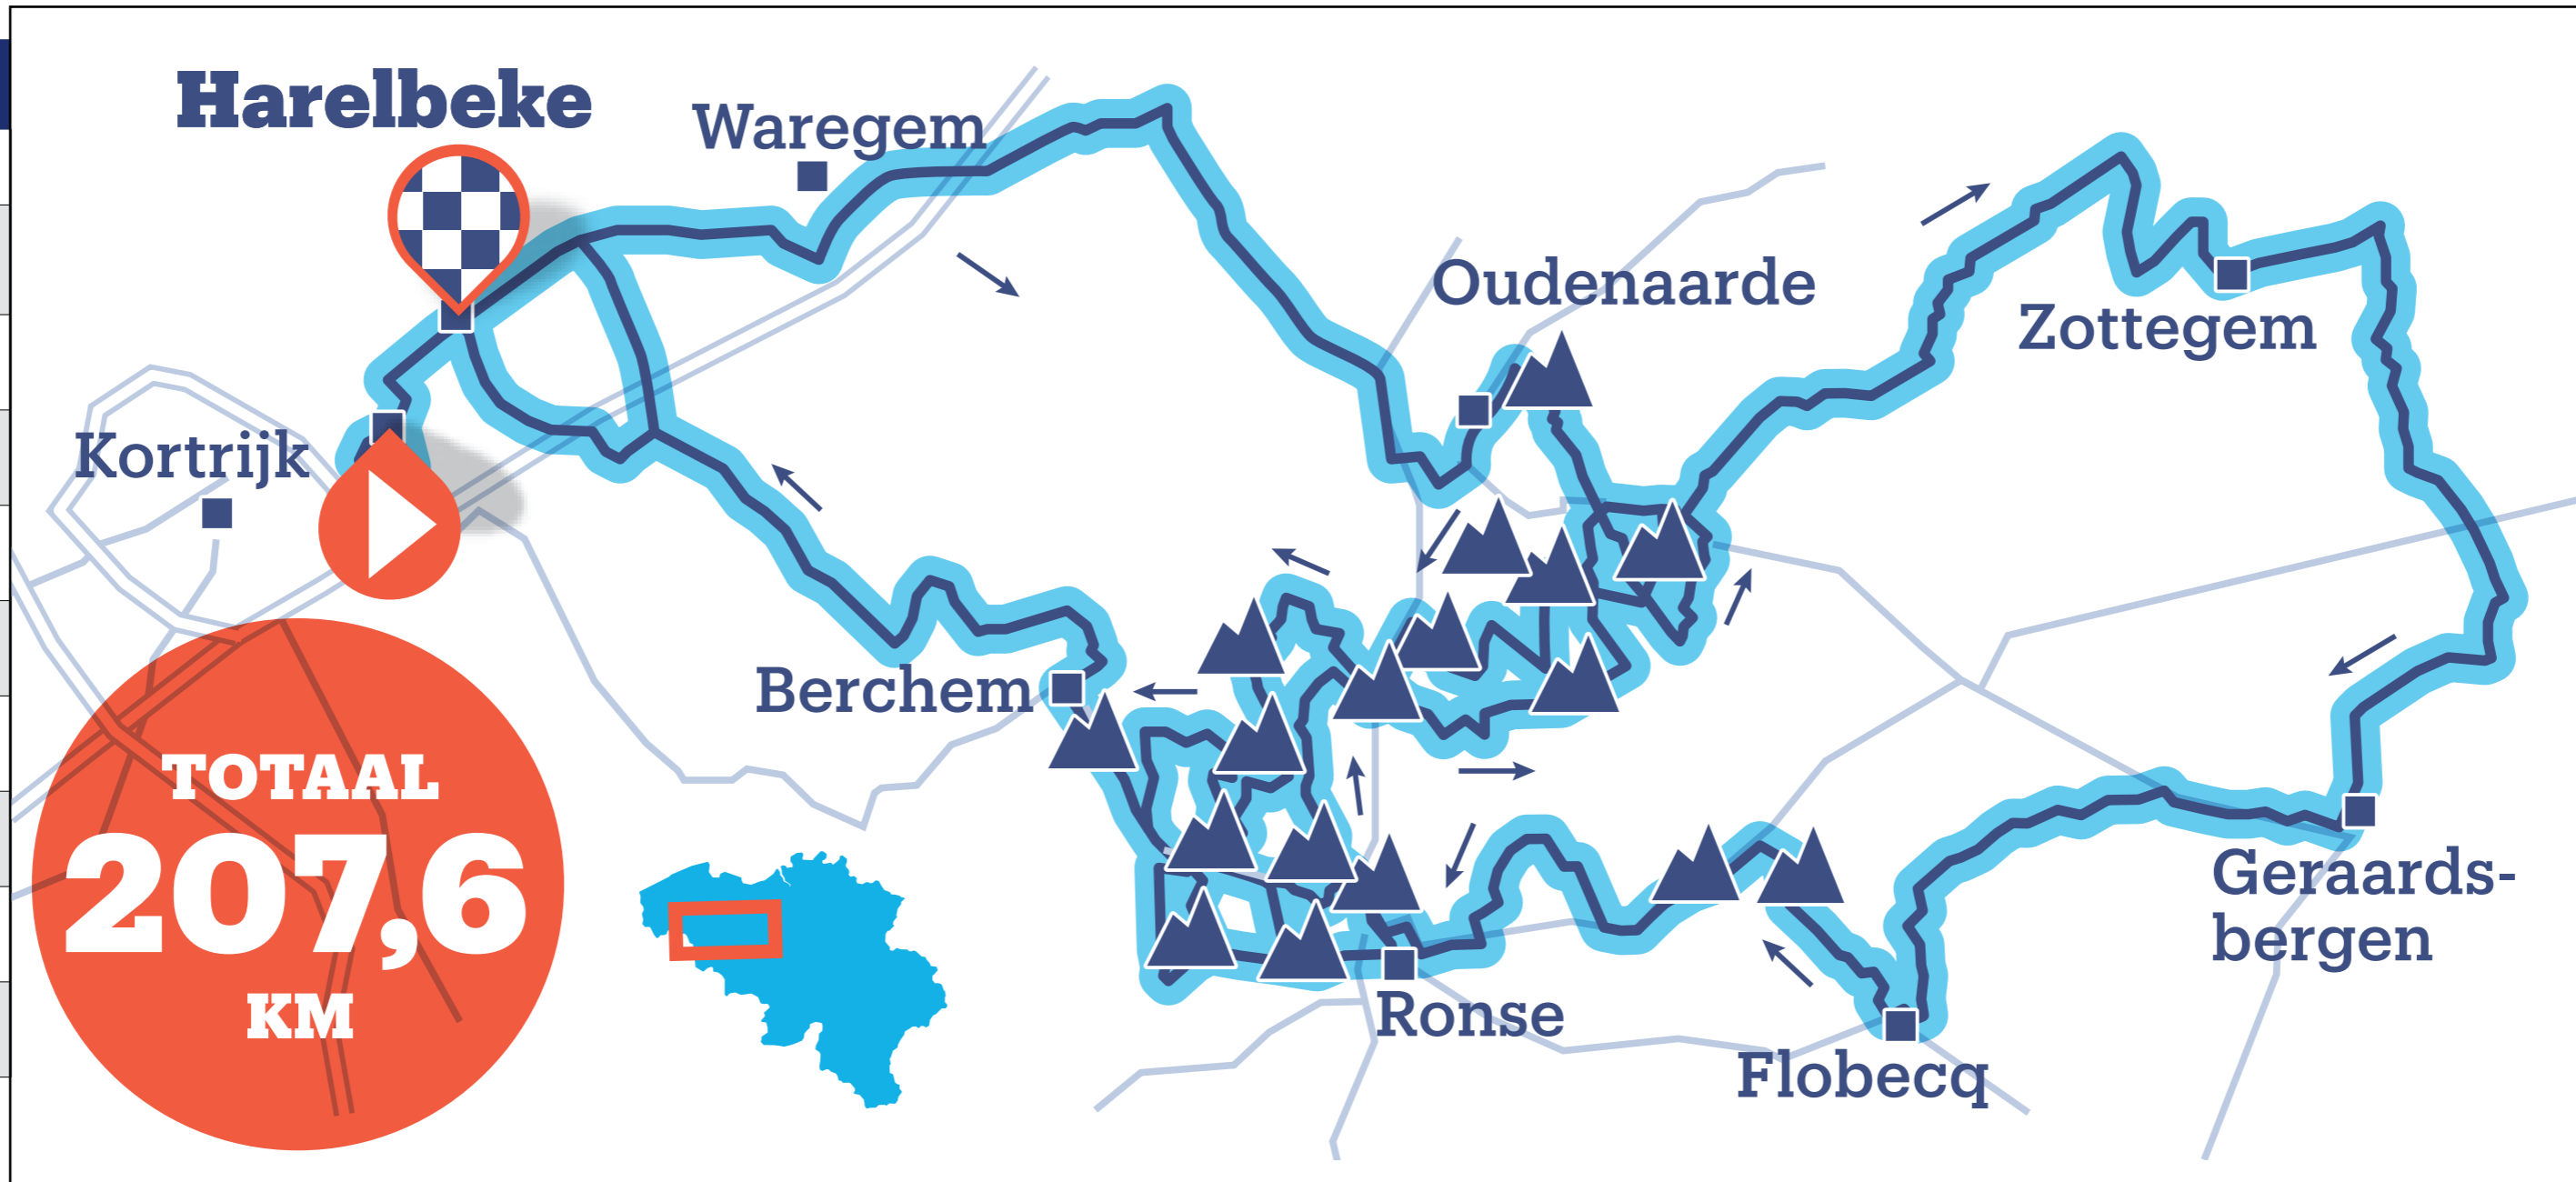 Harelbeke
Waregem
Oudenaarde
Zottegem
Kortrijk
Berchem
TOTAAL
207,6
KM
Geraards-
bergen
Ronse
Flobecq